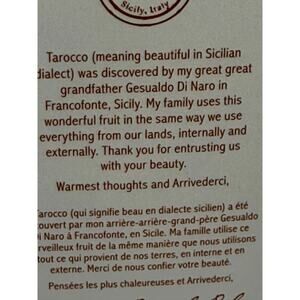 Sicily, Italy
Tarocco (meaning beautiful in Sicilian
dialect) was discovered by my great great
grandfather Gesualdo Di Naro in
Francofonte, Sicily. My family uses this
wonderful fruit in the same way we use
everything from our lands, internally and
externally. Thank you for entrusting us
with your beauty.
Warmest thoughts and Arrivederci,
Tarocco (qui signifie beau en dialecte sicilien) a été
couvert par mon arrière-arrière-grand-père Gesualdo
Di Naro à Francofonte, en Sicile. Ma famille utilise ce
rveilleux fruit de la même manière que nous utilisons
tout ce qui provient de nos terres, en interne et en
externe. Merci de nous confier votre beauté.
Pensées les plus chaleureuses et Arrivederci,